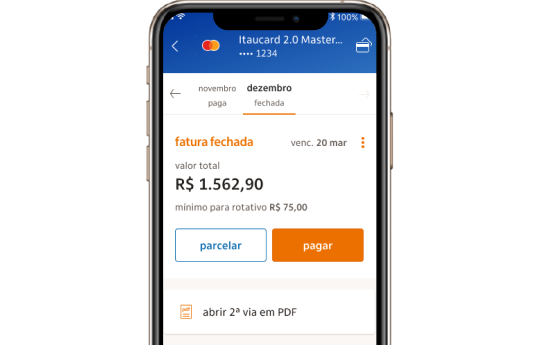 100%
Itaucard 2.0 Master...
•••• 1234
novembro
paga
dezembro
fechada
fatura fechada
venc. 20 mar
valor total
R$ 1.562,90
mínimo para rotativo R$ 75,00
parcelar
pagar
abrir 2ª via em PDF